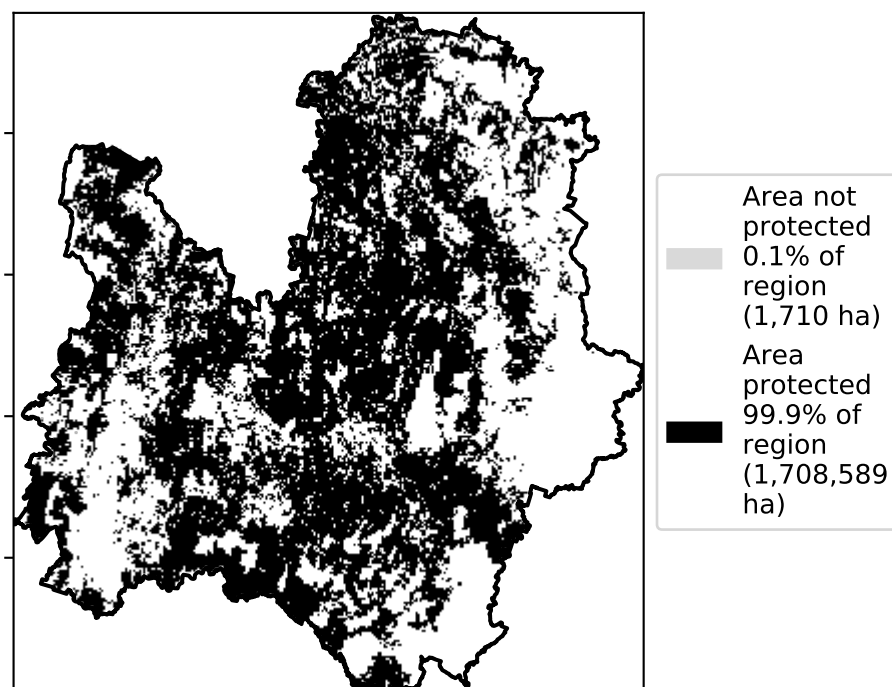 Area not
protected
0.1% of
region
(1,710 ha)
Area
protected
99.9% of
region
(1,708,589
ha)